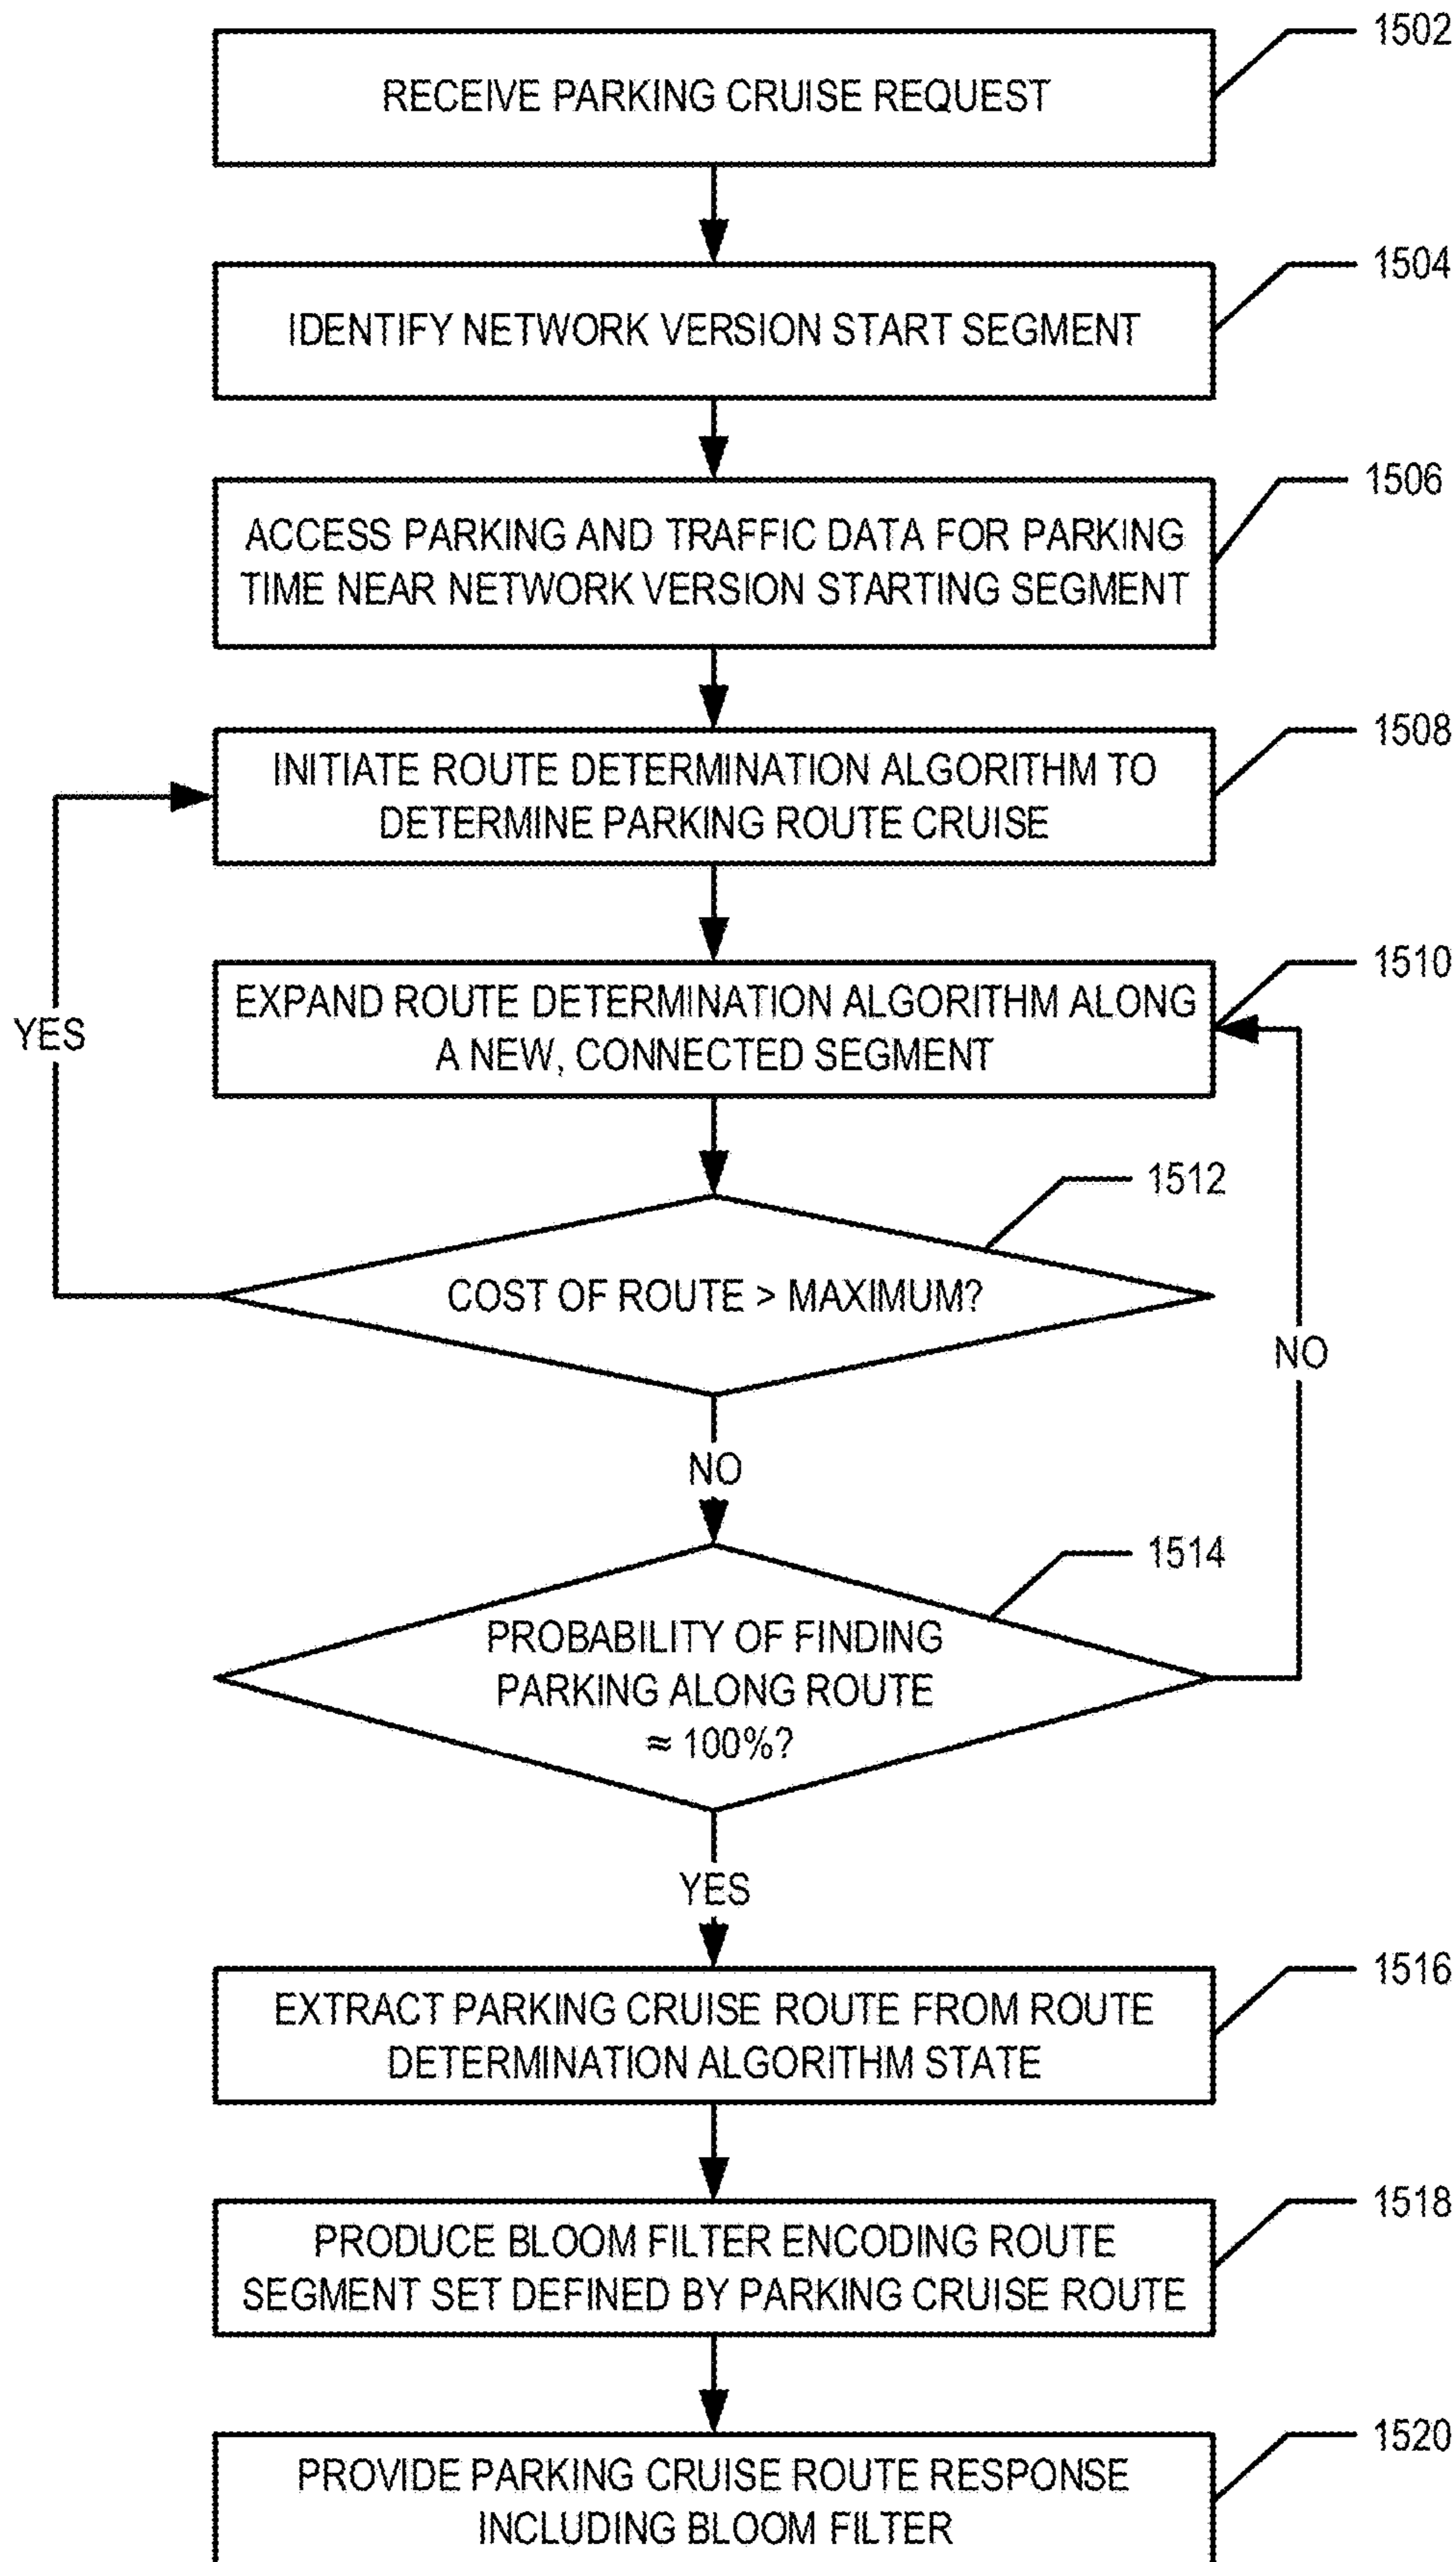 1502
RECEIVE PARKING CRUISE REQUEST
1504
IDENTIFY NETWORK VERSION START SEGMENT
1506
ACCESS PARKING AND TRAFFIC DATA FOR PARKING
TIME NEAR NETWORK VERSION STARTING SEGMENT
1508
INITIATE ROUTE DETERMINATION ALGORITHM TO
DETERMINE PARKING ROUTE CRUISE
1510
EXPAND ROUTE DETERMINATION ALGORITHM ALONG
A NEW, CONNECTED SEGMENT
YES
1512
COST OF ROUTE > MAXIMUM?
NO
NO
1514
PROBABILITY OF FINDING
PARKING ALONG ROUTE
≈ 100%?
YES
1516
EXTRACT PARKING CRUISE ROUTE FROM ROUTE
DETERMINATION ALGORITHM STATE
1518
PRODUCE BLOOM FILTER ENCODING ROUTE
SEGMENT SET DEFINED BY PARKING CRUISE ROUTE
1520
PROVIDE PARKING CRUISE ROUTE RESPONSE
INCLUDING BLOOM FILTER